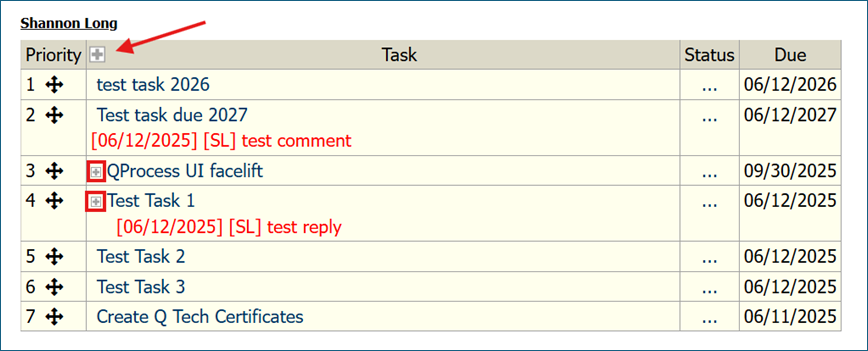 Shannon Long
Priority Task Status Due
1 test task 2026 ... 06/12/2026
2 Test task due 2027 ... 06/12/2027
[06/12/2025] [SL] test comment
3 QProcess UI facelift ... 09/30/2025
4 Test Task 1 ... 06/12/2025
[06/12/2025] [SL] test reply
5 Test Task 2 ... 06/12/2025
6 Test Task 3 ... 06/12/2025
7 Create Q Tech Certificates ... 06/11/2025